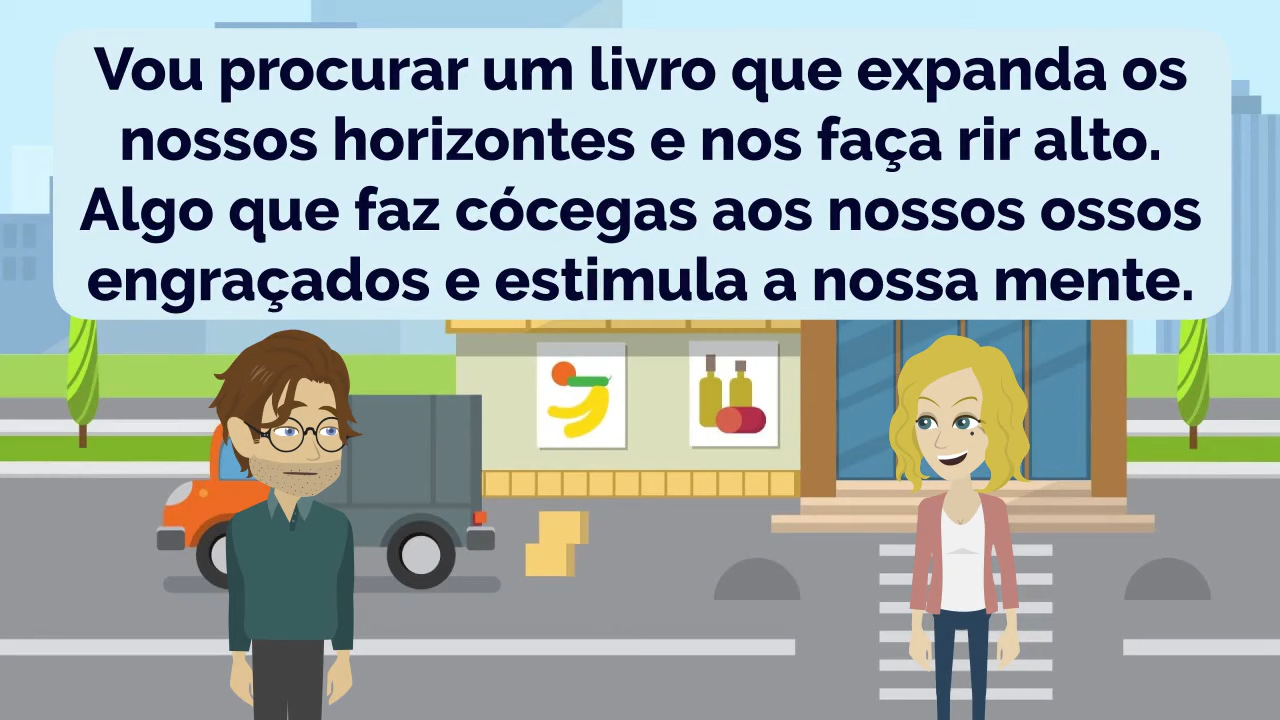 Vou procurar um livro que expanda os
nossos horizontes e nos faça rir alto.
Algo que faz cócegas aos nossos ossos
engraçados e estimula a nossa mente.